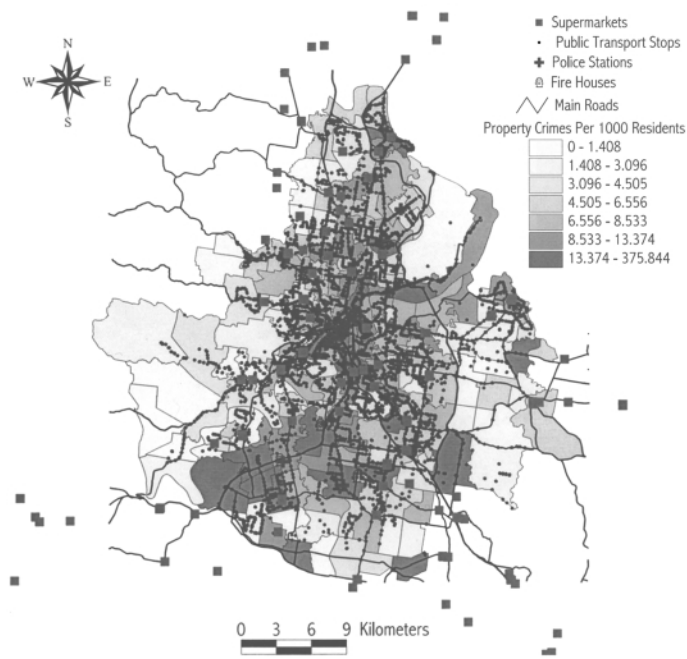 N
W E
S
Supermarkets
Public Transport Stops
Police Stations
Fire Houses
Main Roads
Property Crimes Per 1000 Residents
0 - 1.408
1.408 - 3.096
3.096 - 4.505
4.505 - 6.556
6.556 - 8.533
8.533 - 13.374
13.374 - 375.844
0 3 6 9 Kilometers